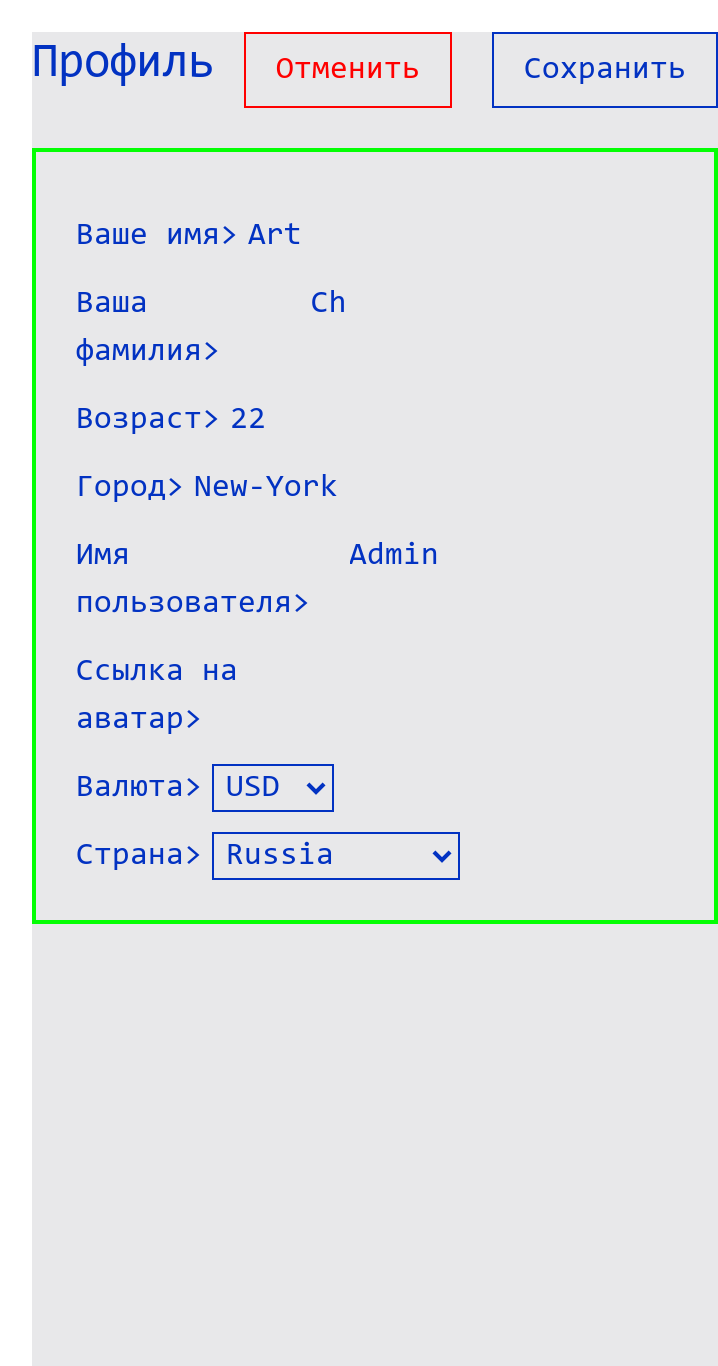 Профиль Отменить Сохранить
Ваше имя> Art
Ваша Ch
фамилия>
Возраст> 22
Город> New-York
Имя Admin
пользователя>
Ссылка на
аватар>
Валюта> USD
Страна> Russia